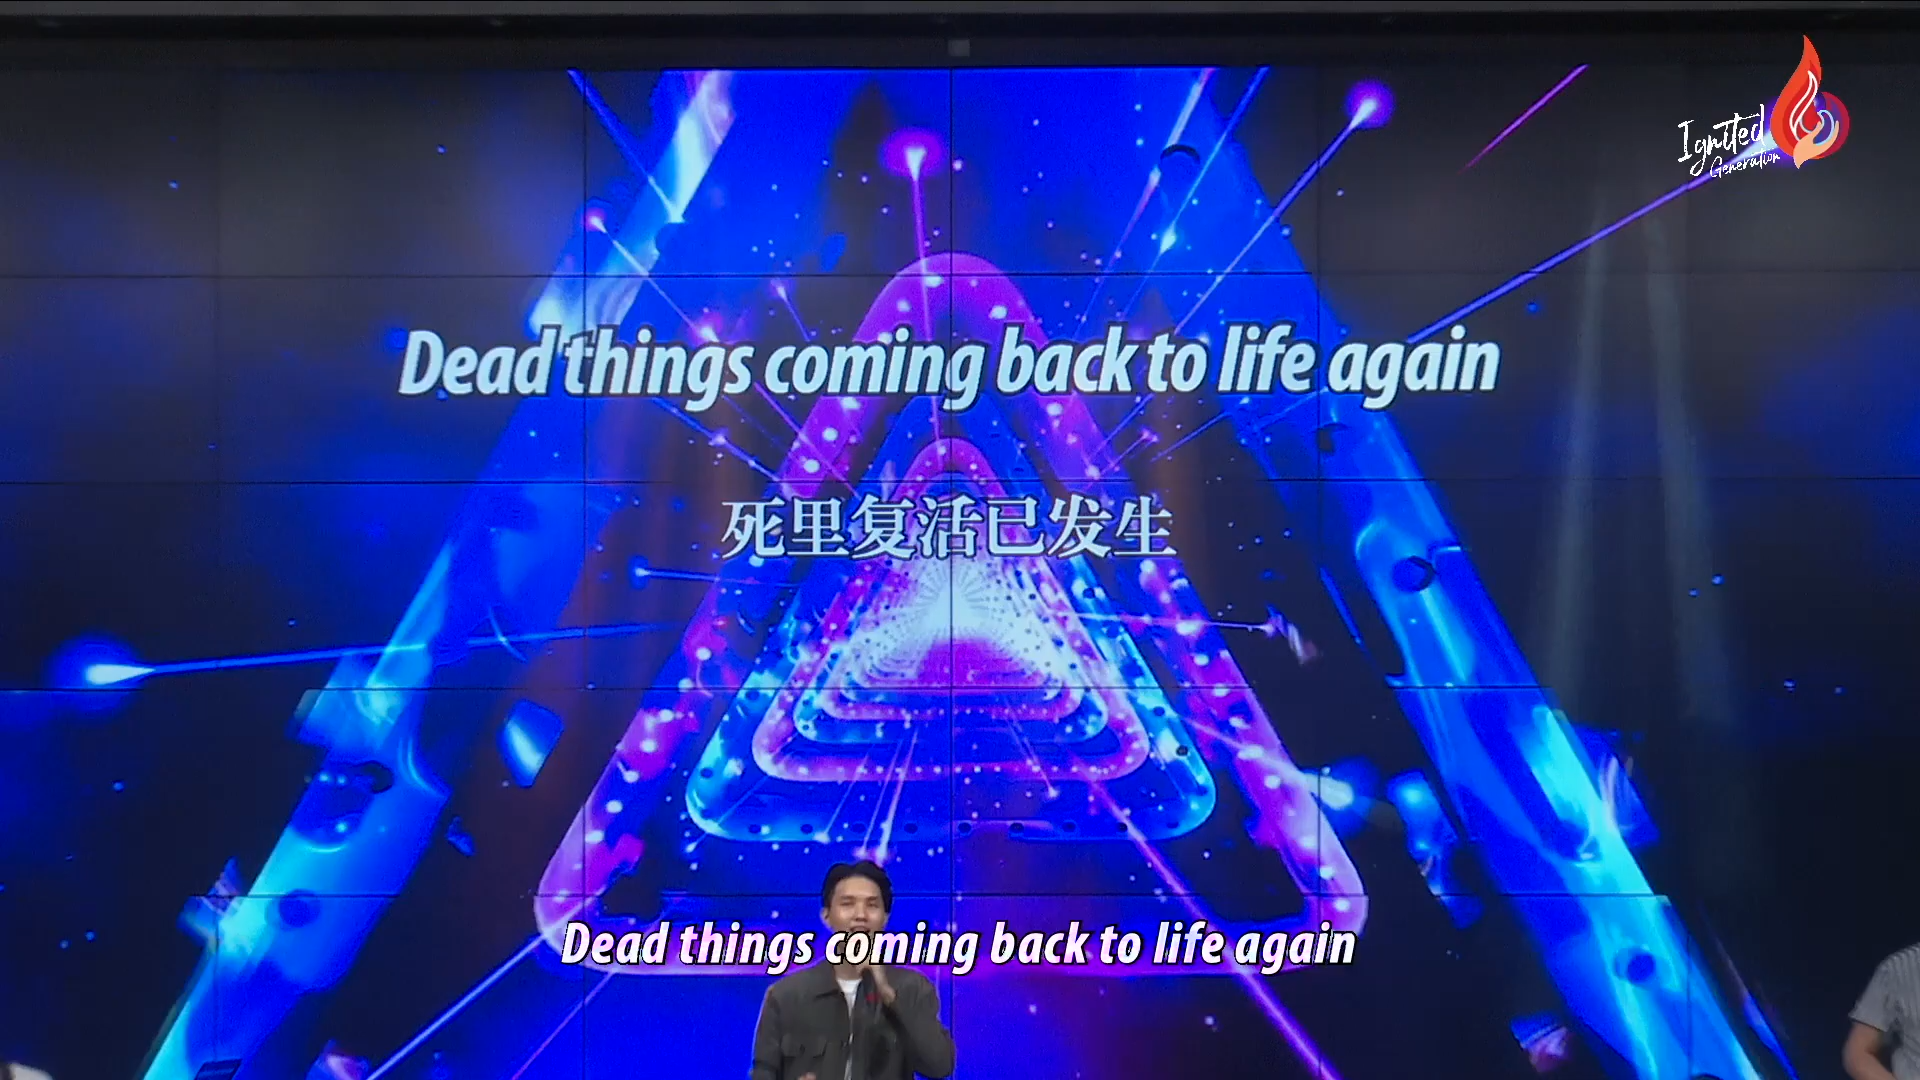 Ignited
Generation
Dead things coming back to life again
死里复活已发生
Dead things coming back to life again